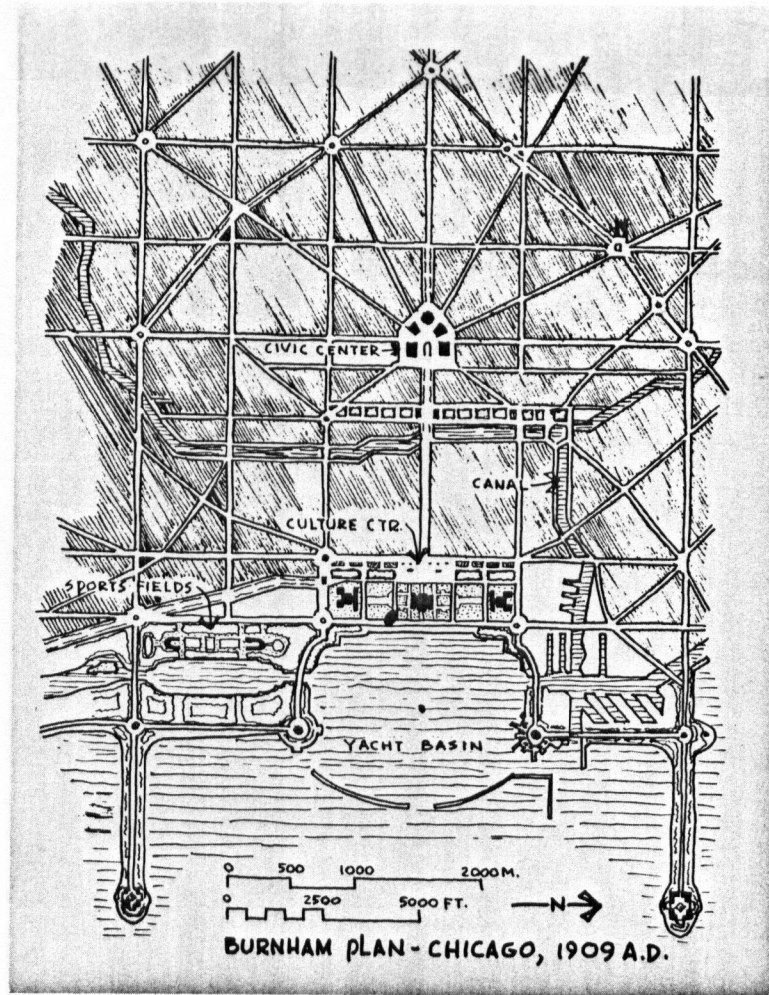 CIVIC CENTER
CANAL
CULTURE CTR.
SPORTS FIELDS
YACHT BASIN
0 500 1000 2000 M.
0 2500 5000 FT.
N
BURNHAM PLAN - CHICAGO, 1909 A.D.